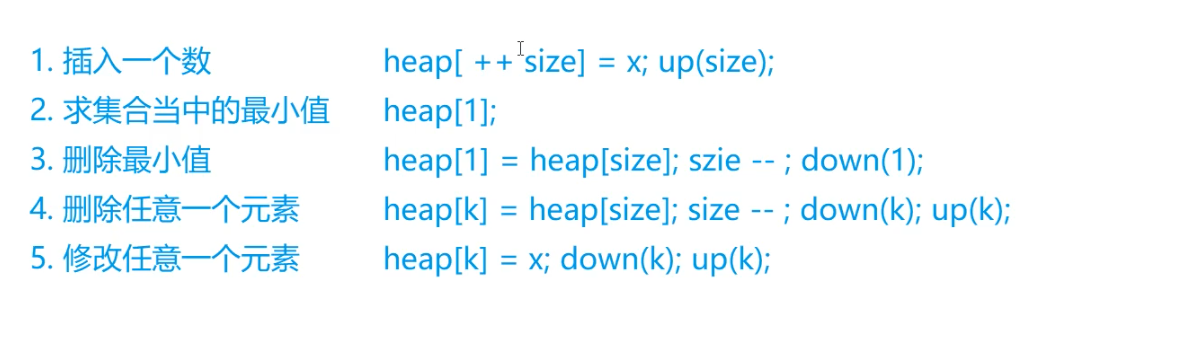 1. 插入一个数 heap[ ++ size] = x; up(size);
2. 求集合当中的最小值 heap[1];
3. 删除最小值 heap[1] = heap[size]; szie -- ; down(1);
4. 删除任意一个元素 heap[k] = heap[size]; size -- ; down(k); up(k);
5. 修改任意一个元素 heap[k] = x; down(k); up(k);